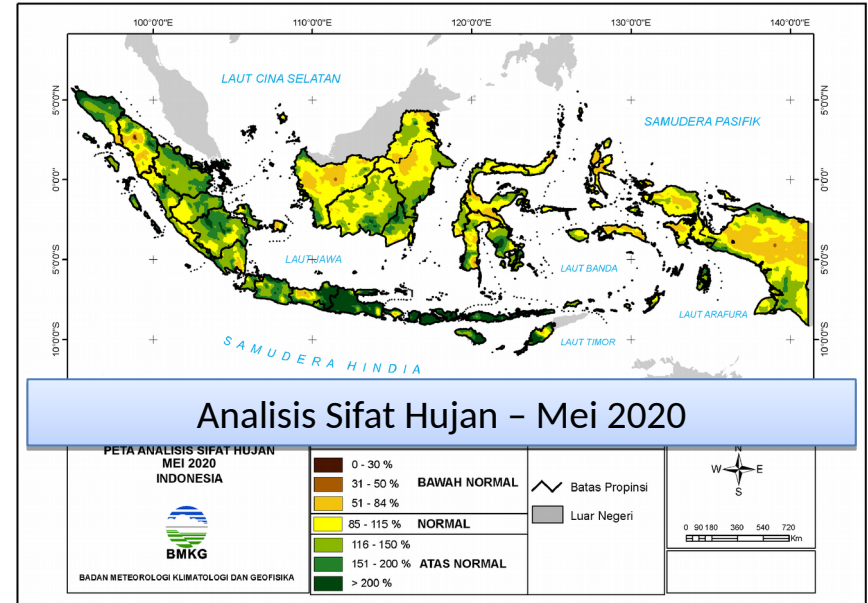 100°0'0"E 110°0'0"E 120°0'0"E 130°0'0"E 140°0'0"E
LAUT CINA SELATAN
SAMUDERA PASIFIK
5°0'0"N 5°0'0"N
0°0'0" 0°0'0"
5°0'0"S 5°0'0"S
10°0'0"S 10°0'0"S
LAUT JAWA
LAUT BANDA
LAUT ARAFURA
LAUT TIMOR
SAMUDERA HINDIA
Analisis Sifat Hujan – Mei 2020
PETA ANALISIS SIFAT HUJAN
MEI 2020
INDONESIA
BMKG
BADAN METEOROLOGI KLIMATOLOGI DAN GEOFISIKA
0 - 30 %
31 - 50 % BAWAH NORMAL
51 - 84 %
85 - 115 % NORMAL
116 - 150 %
151 - 200 % ATAS NORMAL
> 200 %
Batas Propinsi
Luar Negeri
N
W E
S
0 90 180 360 540 720
Km